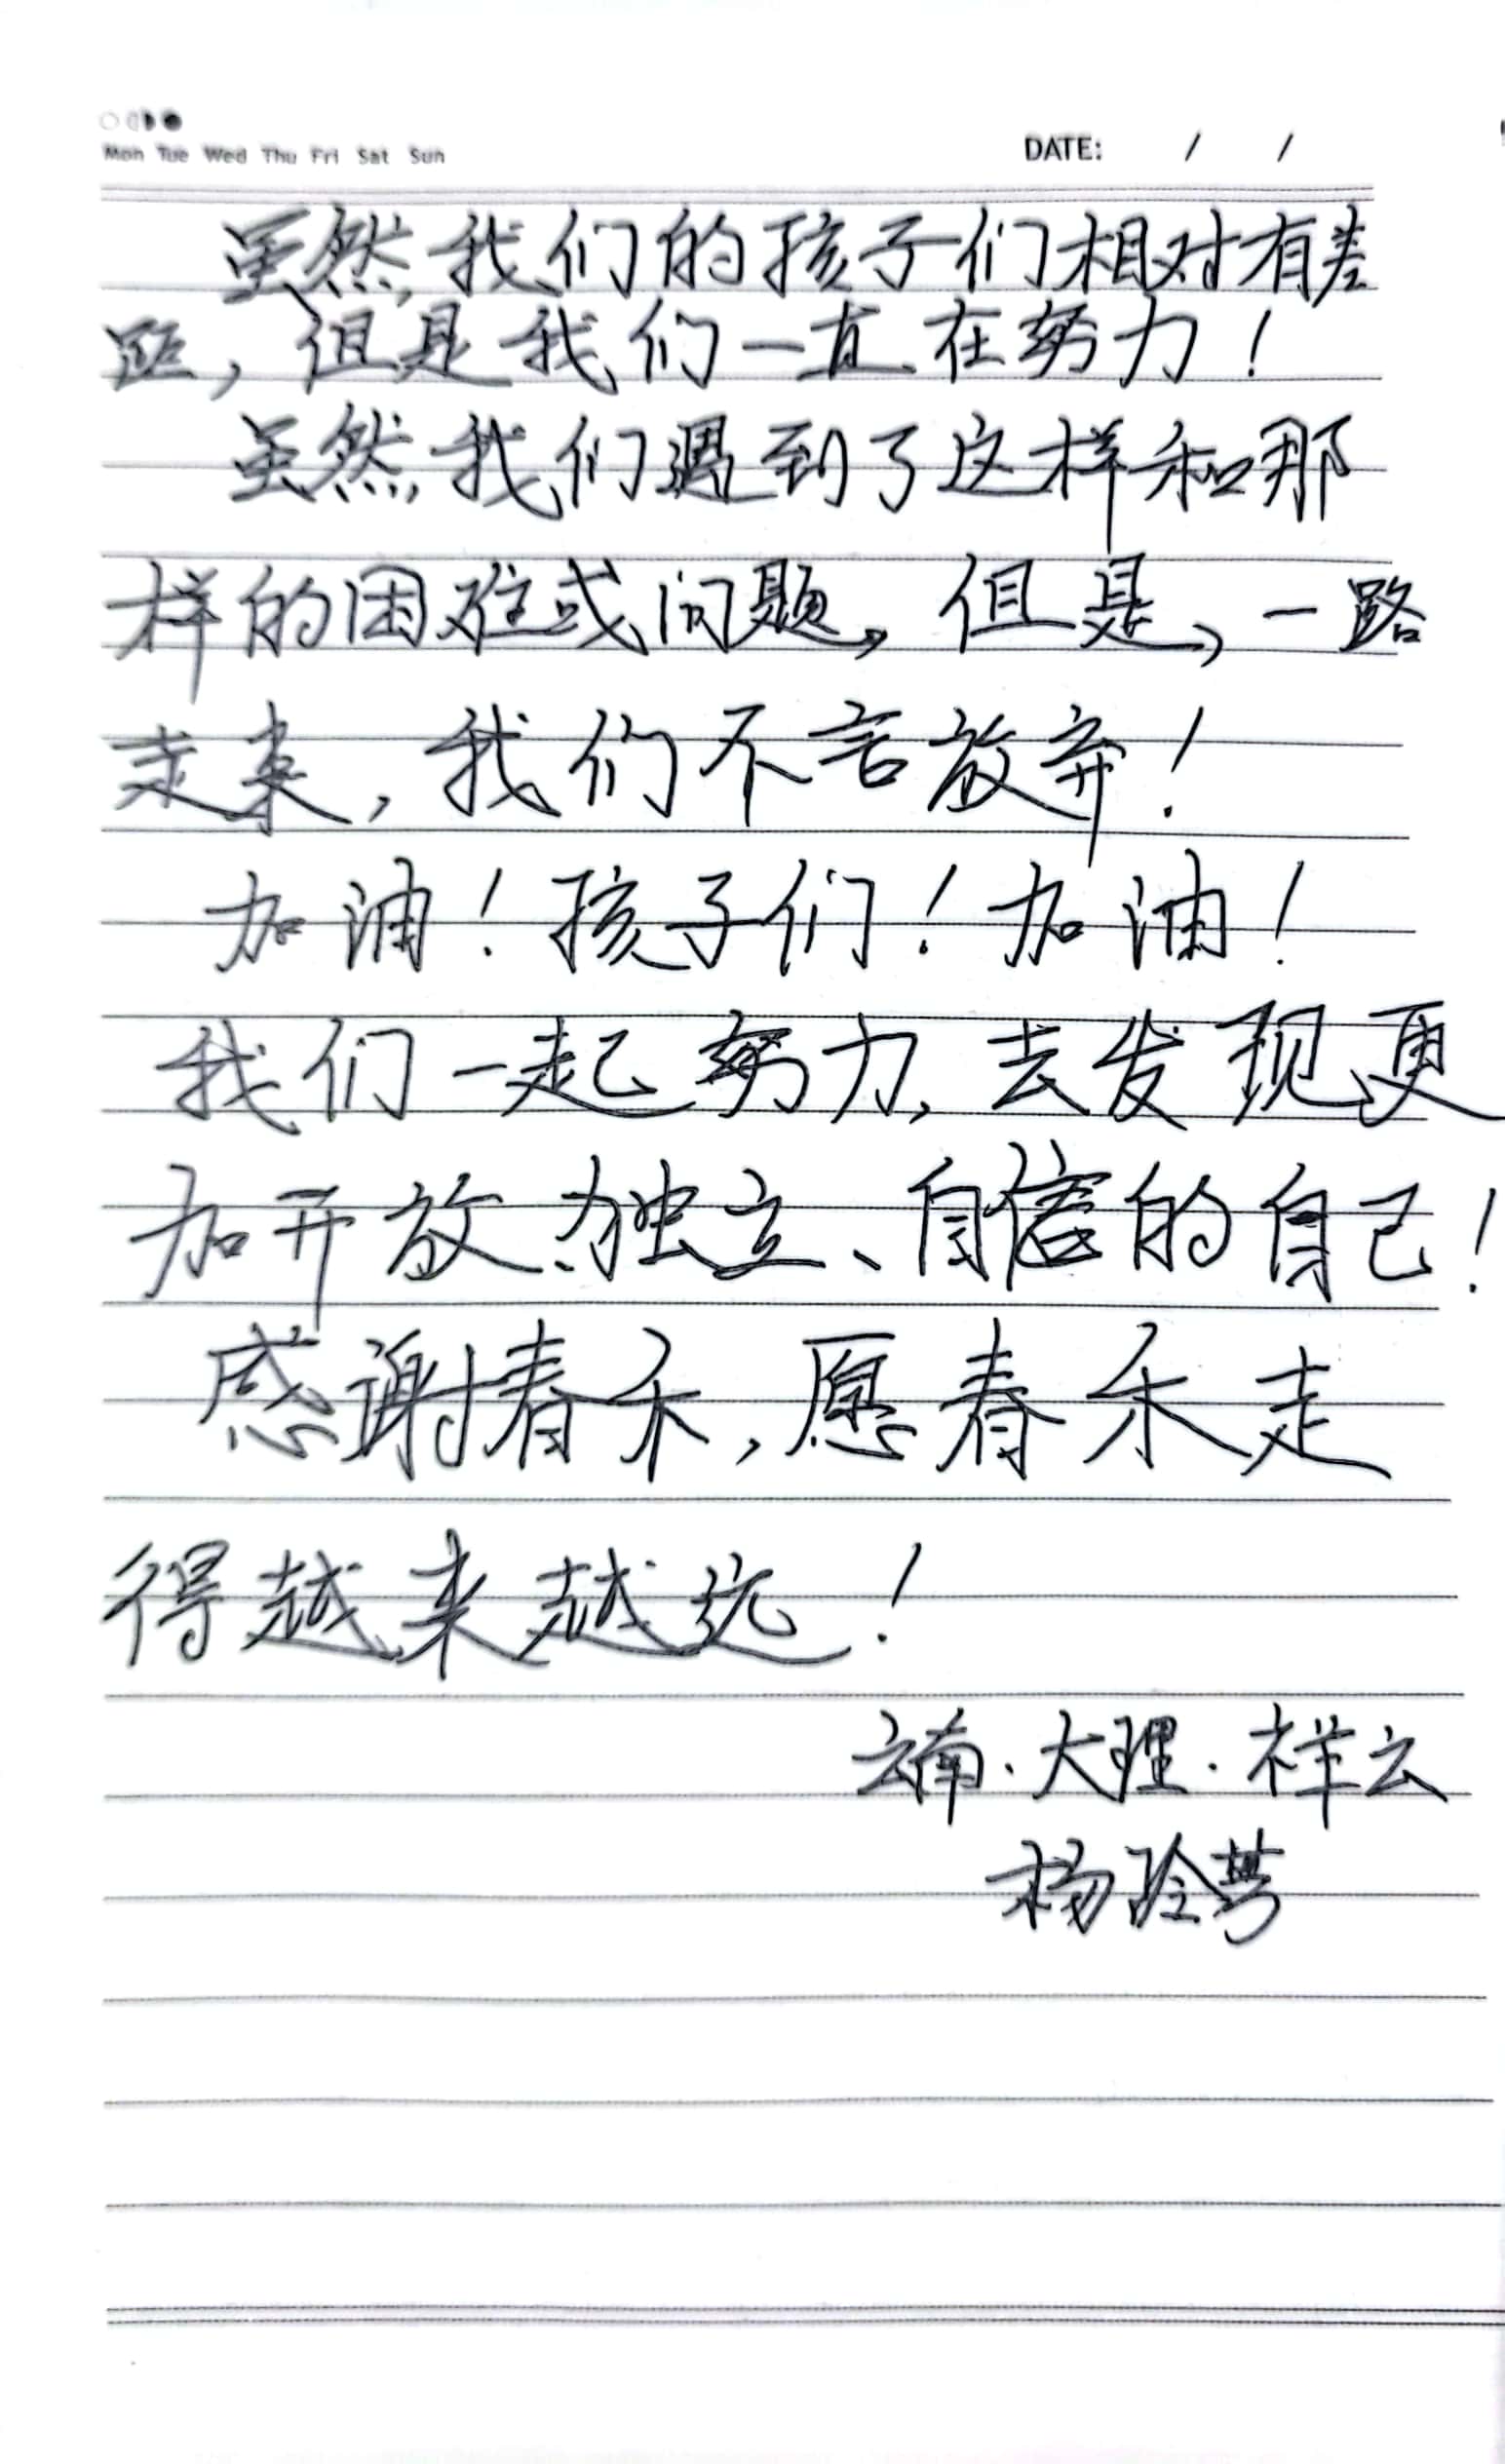 Mon Tue Wed Thu Fri Sat Sun
DATE: / /
虽然,我们的孩子们相对有差
距,但是我们一直在努力!
虽然,我们遇到了这样和那
样的困难或问题,但是,一路
走来,我们不言放弃!
加油!孩子们!加油!
我们一起努力,去发现更
加开放、独立、自信的自己!
感谢春禾,愿春禾走
得越来越远!
云南·大理·祥云
杨玲